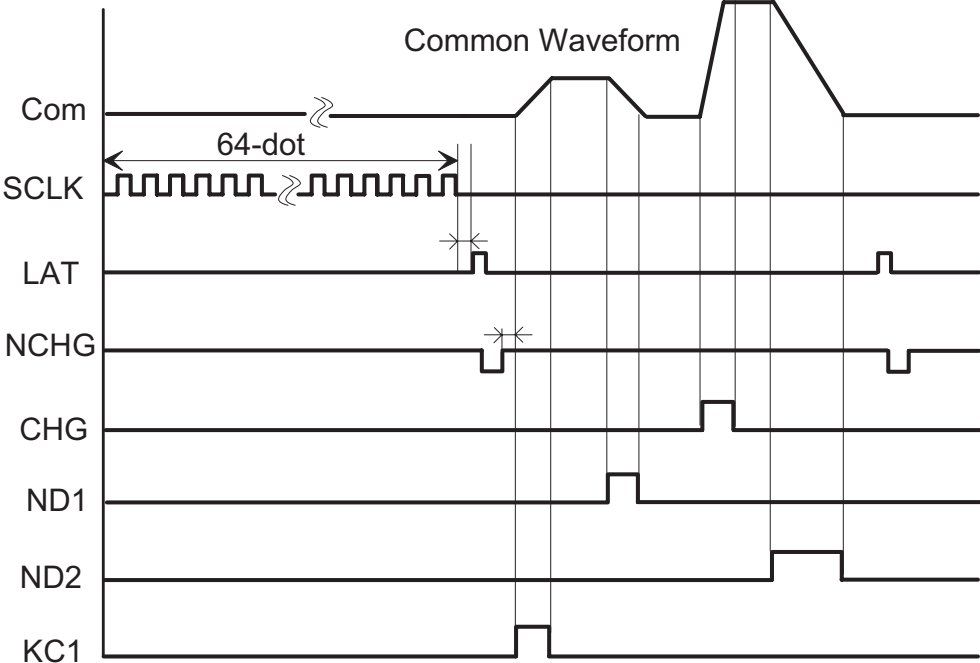 Common Waveform
Com
64-dot
SCLK
LAT
NCHG
CHG
ND1
ND2
KC1